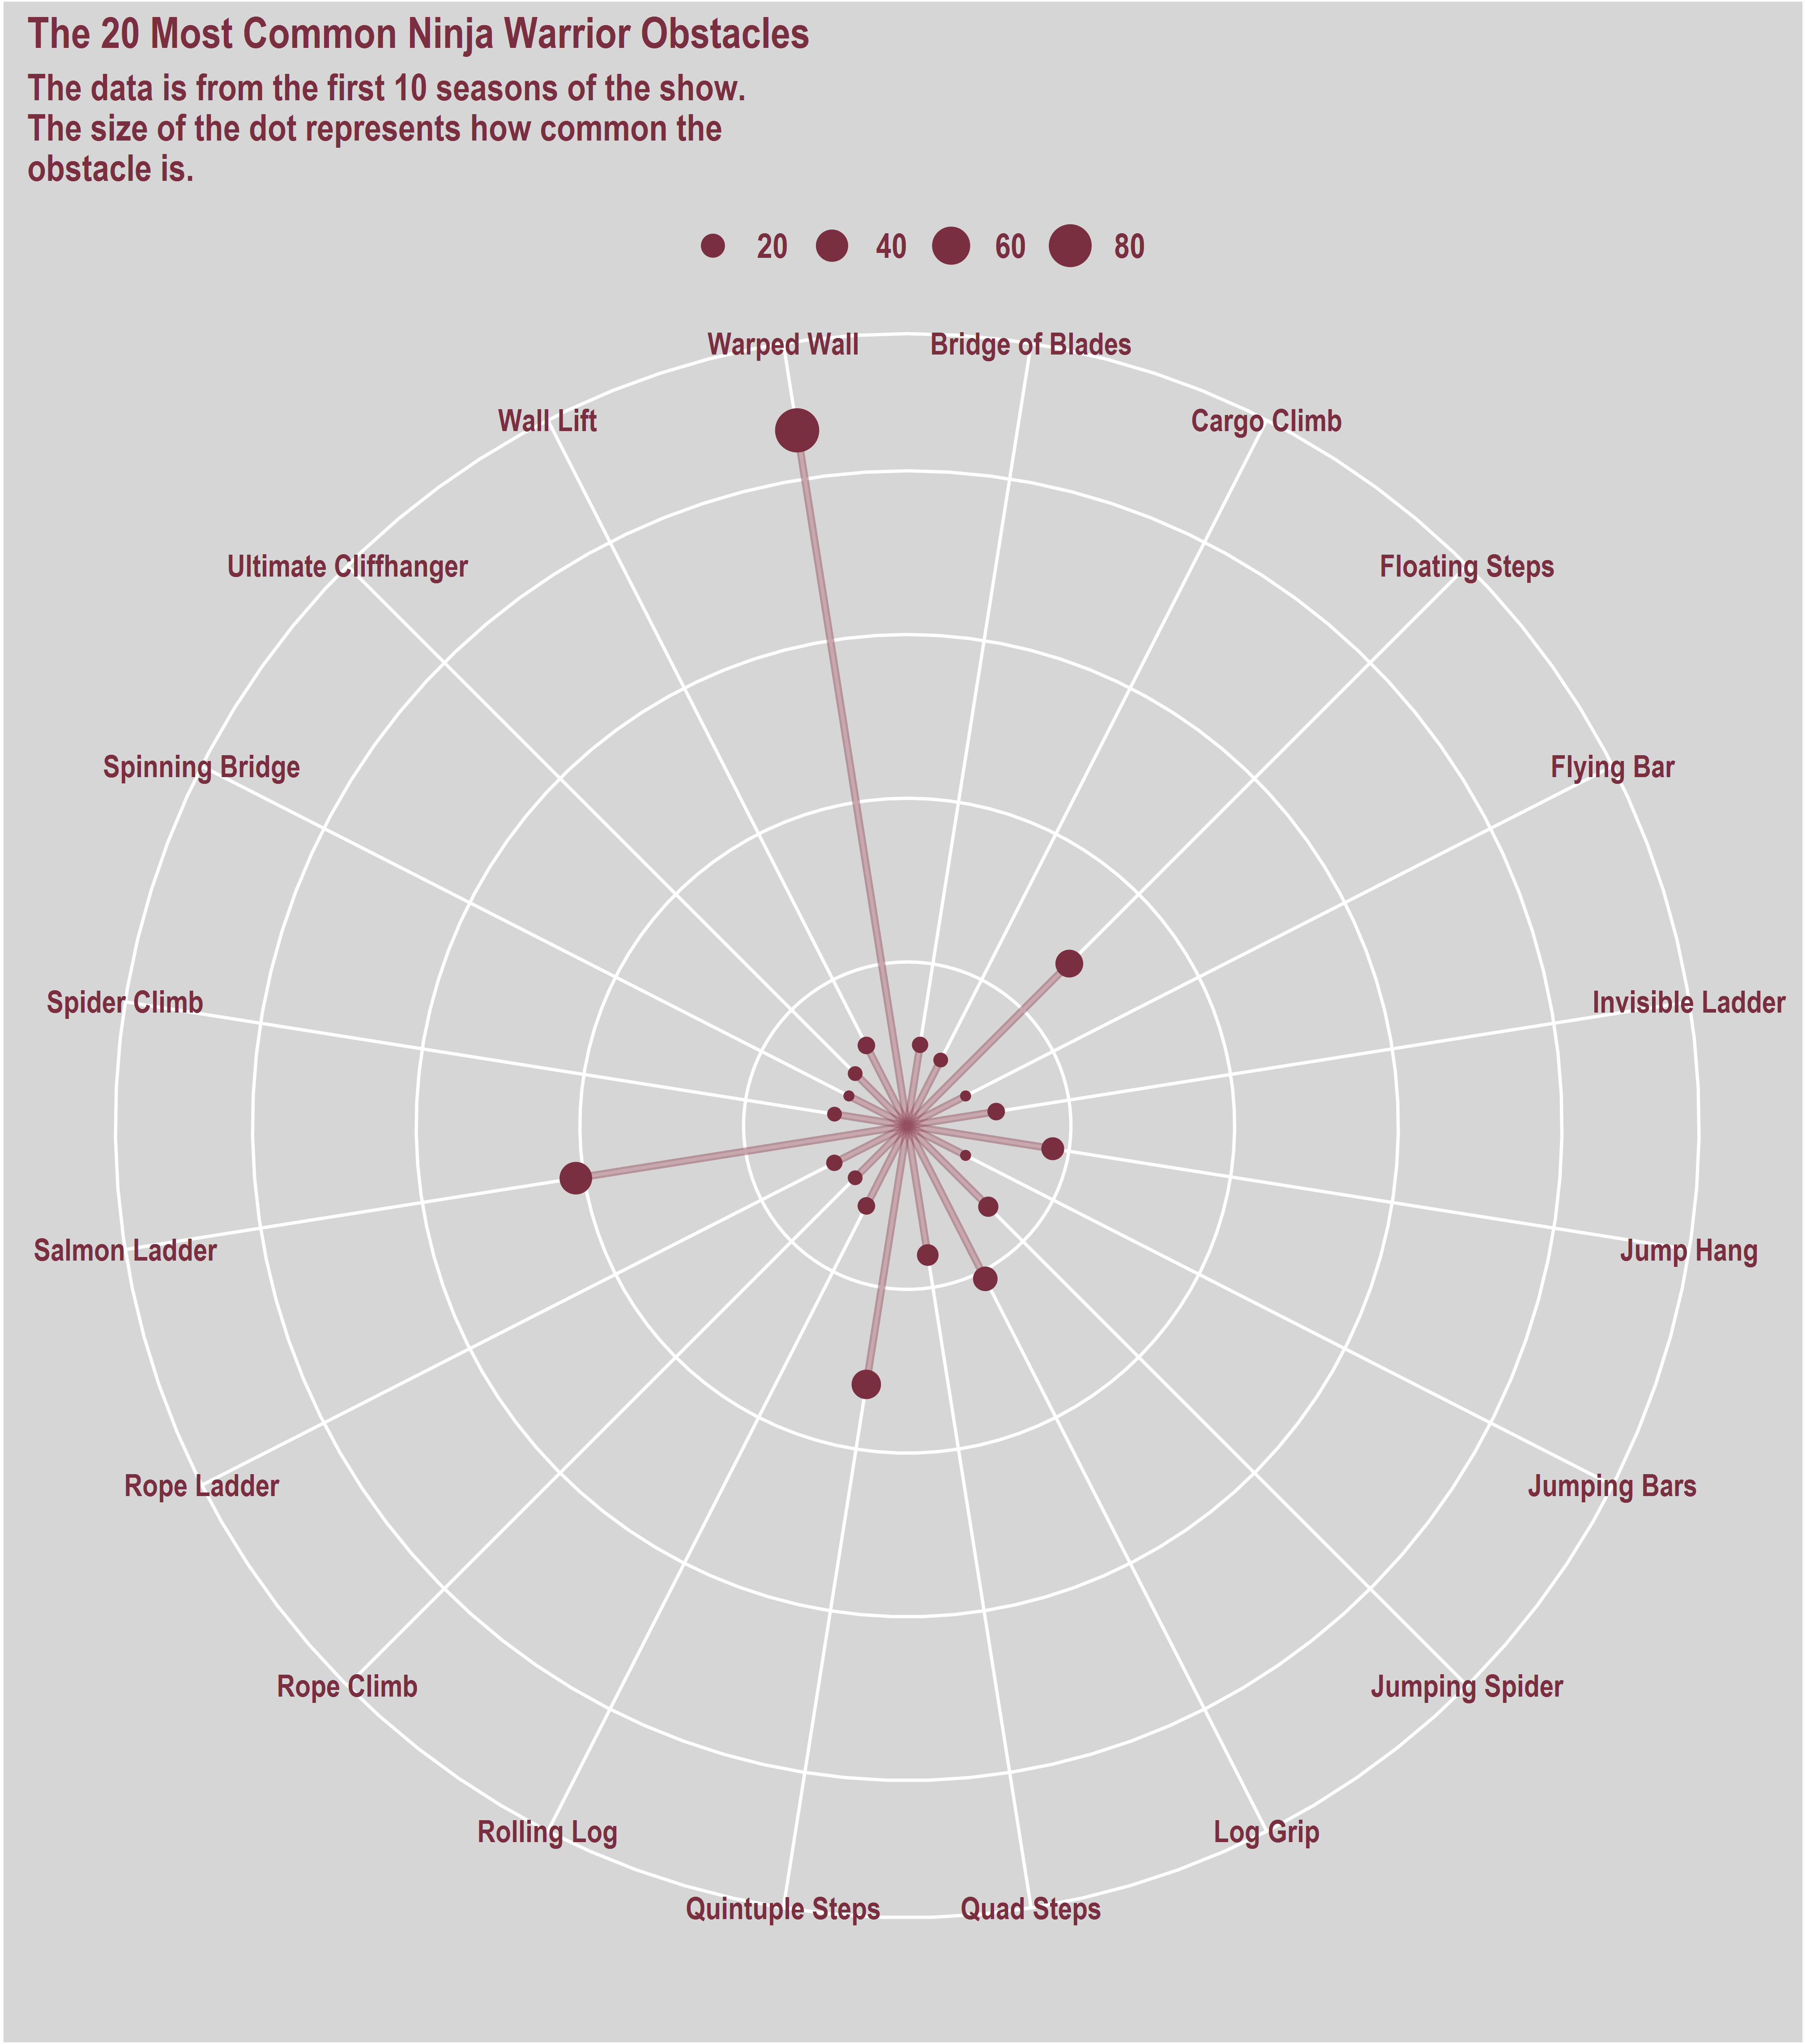 The 20 Most Common Ninja Warrior Obstacles
The data is from the first 10 seasons of the show.
The size of the dot represents how common the
obstacle is.
20 40 60 80
Warped Wall Bridge of Blades
Wall Lift Cargo Climb
Ultimate Cliffhanger Floating Steps
Spinning Bridge Flying Bar
Spider Climb Invisible Ladder
Salmon Ladder Jump Hang
Rope Ladder Jumping Bars
Rope Climb Jumping Spider
Rolling Log Log Grip
Quintuple Steps Quad Steps